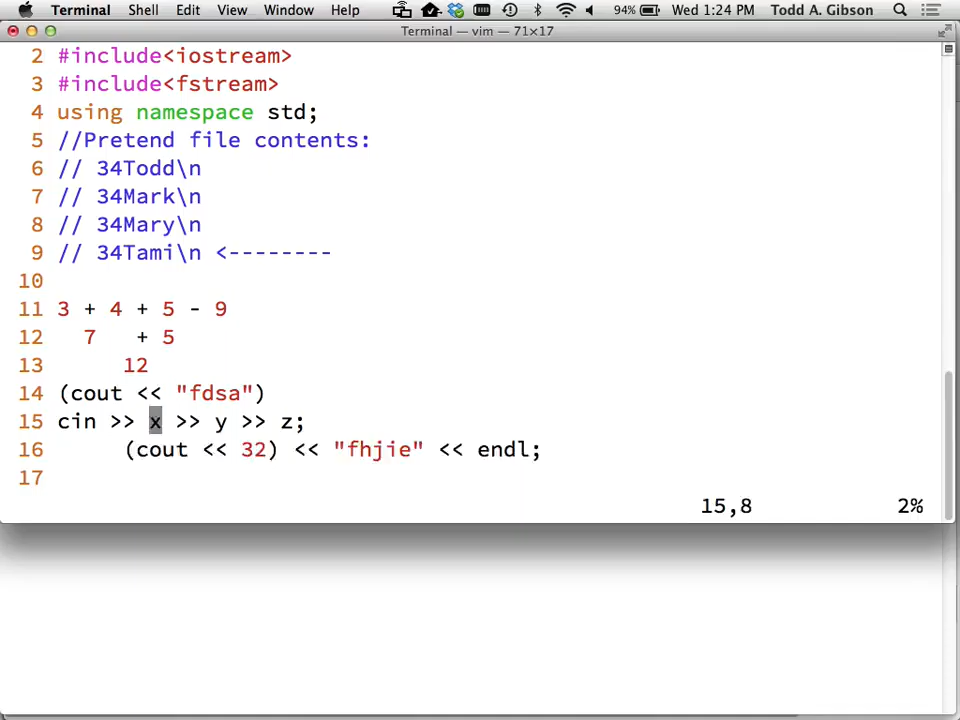 Terminal Shell Edit View Window Help 94% Wed 1:24 PM Todd A. Gibson
Terminal — vim — 71×17
2 #include<iostream>
3 #include<fstream>
4 using namespace std;
5 //Pretend file contents:
6 // 34Todd\n
7 // 34Mark\n
8 // 34Mary\n
9 // 34Tami\n <--------
10
11 3 + 4 + 5 - 9
12   7   + 5
13      12
14 (cout << "fdsa")
15 cin >> x >> y >> z;
16      (cout << 32) << "fhjie" << endl;
17
15,8 2%